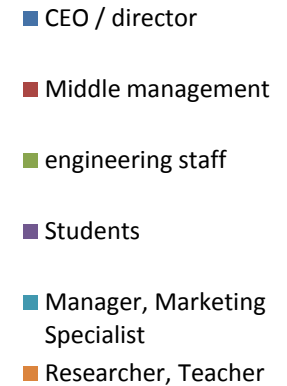 CEO / director
Middle management
engineering staff
Students
Manager, Marketing
Specialist
Researcher, Teacher